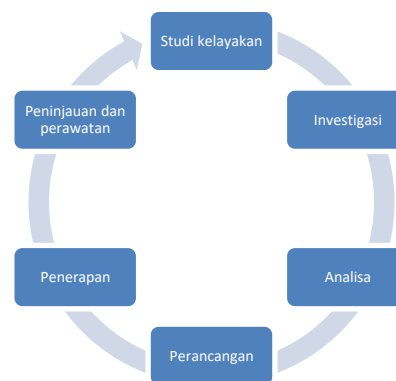 Studi kelayakan
Investigasi
Analisa
Perancangan
Penerapan
Peninjauan dan
perawatan